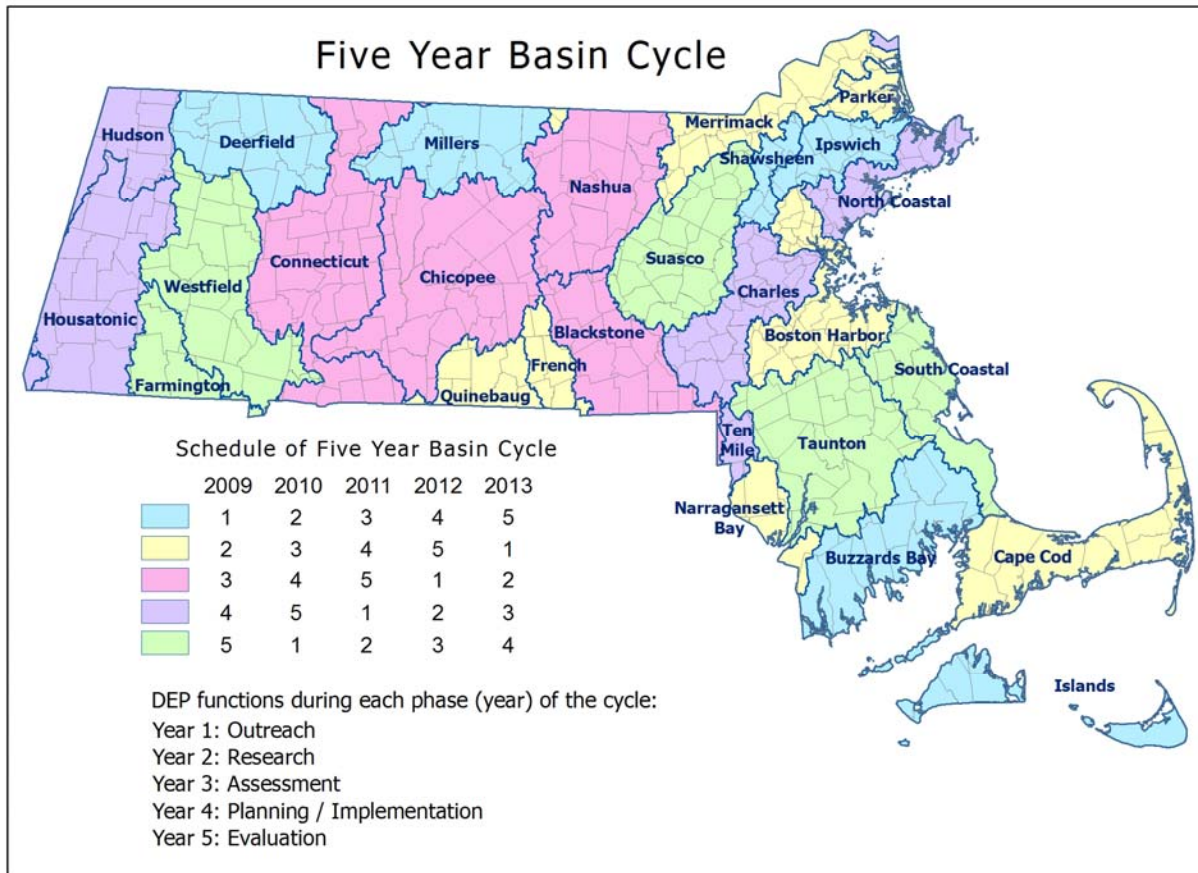 Five Year Basin Cycle
Parker
Merrimack
Hudson
Deerfield
Millers
Shawsheen
Ipswich
Nashua
North Coastal
Suasco
Connecticut
Chicopee
Westfield
Charles
Housatonic
Blackstone
Boston Harbor
French
South Coastal
Farmington
Quinebaug
Ten
Mile
Taunton
Narragansett
Bay
Buzzards Bay
Cape Cod
Islands
Schedule of Five Year Basin Cycle
2009 2010 2011 2012 2013
1 2 3 4 5
2 3 4 5 1
3 4 5 1 2
4 5 1 2 3
5 1 2 3 4
DEP functions during each phase (year) of the cycle:
Year 1: Outreach
Year 2: Research
Year 3: Assessment
Year 4: Planning / Implementation
Year 5: Evaluation